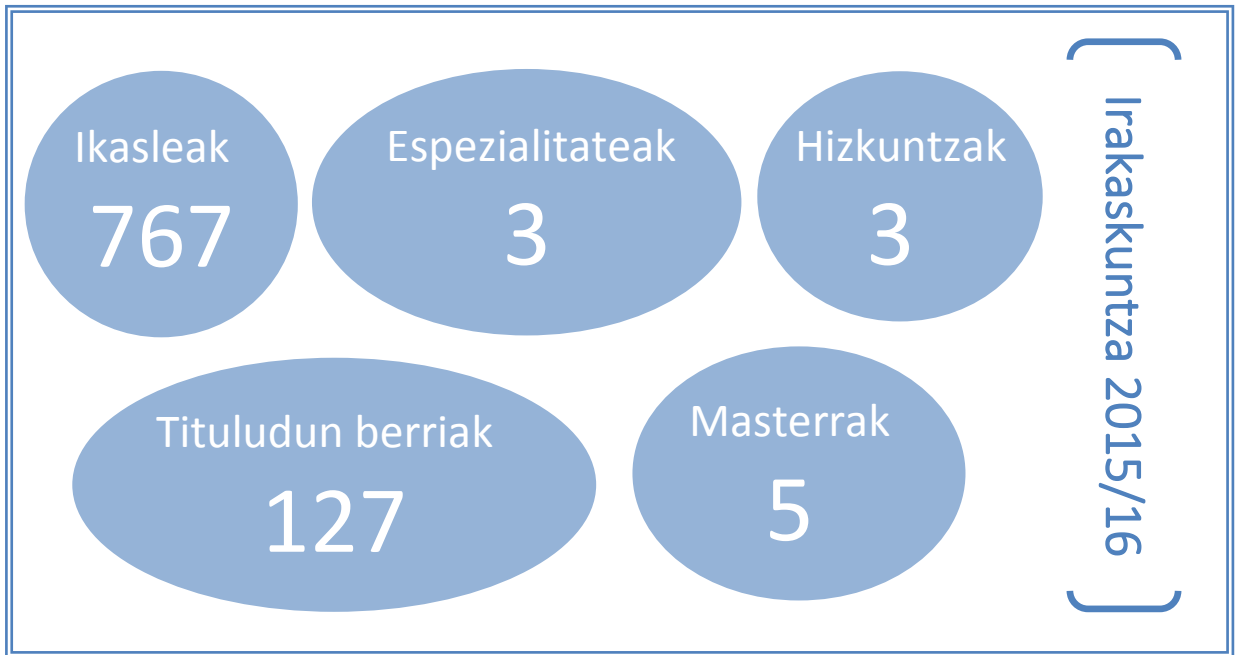 Ikasleak
767
Espezialitateak
3
Hizkuntzak
3
Tituludun berriak
127
Masterrak
5
Irakaskuntza 2015/16